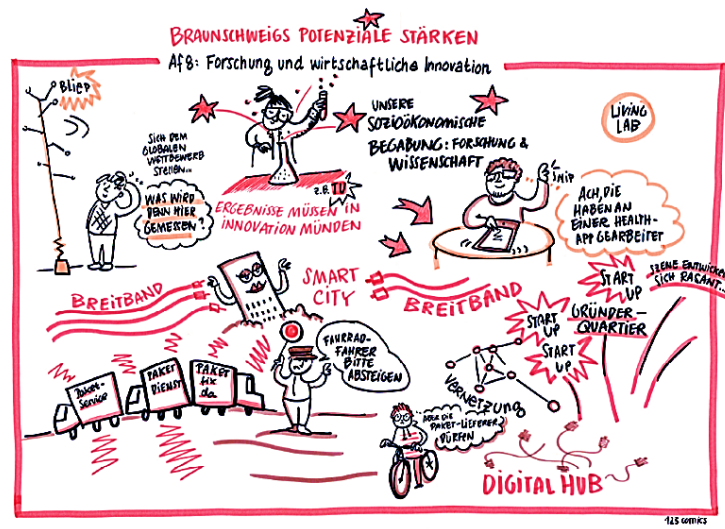 BRAUNSCHWEIGS POTENZIALE STÄRKEN
Af8: Forschung und wirtschaftliche Innovation
BLIEP
SICH DEM
GLOBALEN
WETTBEWERB
STELLEN...
WAS WIRD
DENN HIER
GEMESSEN?
UNSERE
SOZIOÖKONOMISCHE
BEGABUNG: FORSCHUNG &
WISSENSCHAFT
LIVING
LAB
Z.B. TU
ERGEBNISSE MÜSSEN IN
INNOVATION MÜNDEN
SWIP
ACH, DIE
HABEN AN
EINER HEALTH-
APP GEARBEITET
BREITBAND
SMART
CITY
BREITBAND
START
UP
SZENE ENTWICKELT
SICH RASANT...
START
UP
GRÜNDER-
QUARTIER
START
UP
FAHRRAD-
FAHRER
BITTE
ABSTEIGEN
Paket-
Service
PAKET
DIENST
PAKET
fix
da
VERNETZUNG
ABER DIE
PAKET-LIEFERER
DÜRFEN?
DIGITAL HUB
123 comics